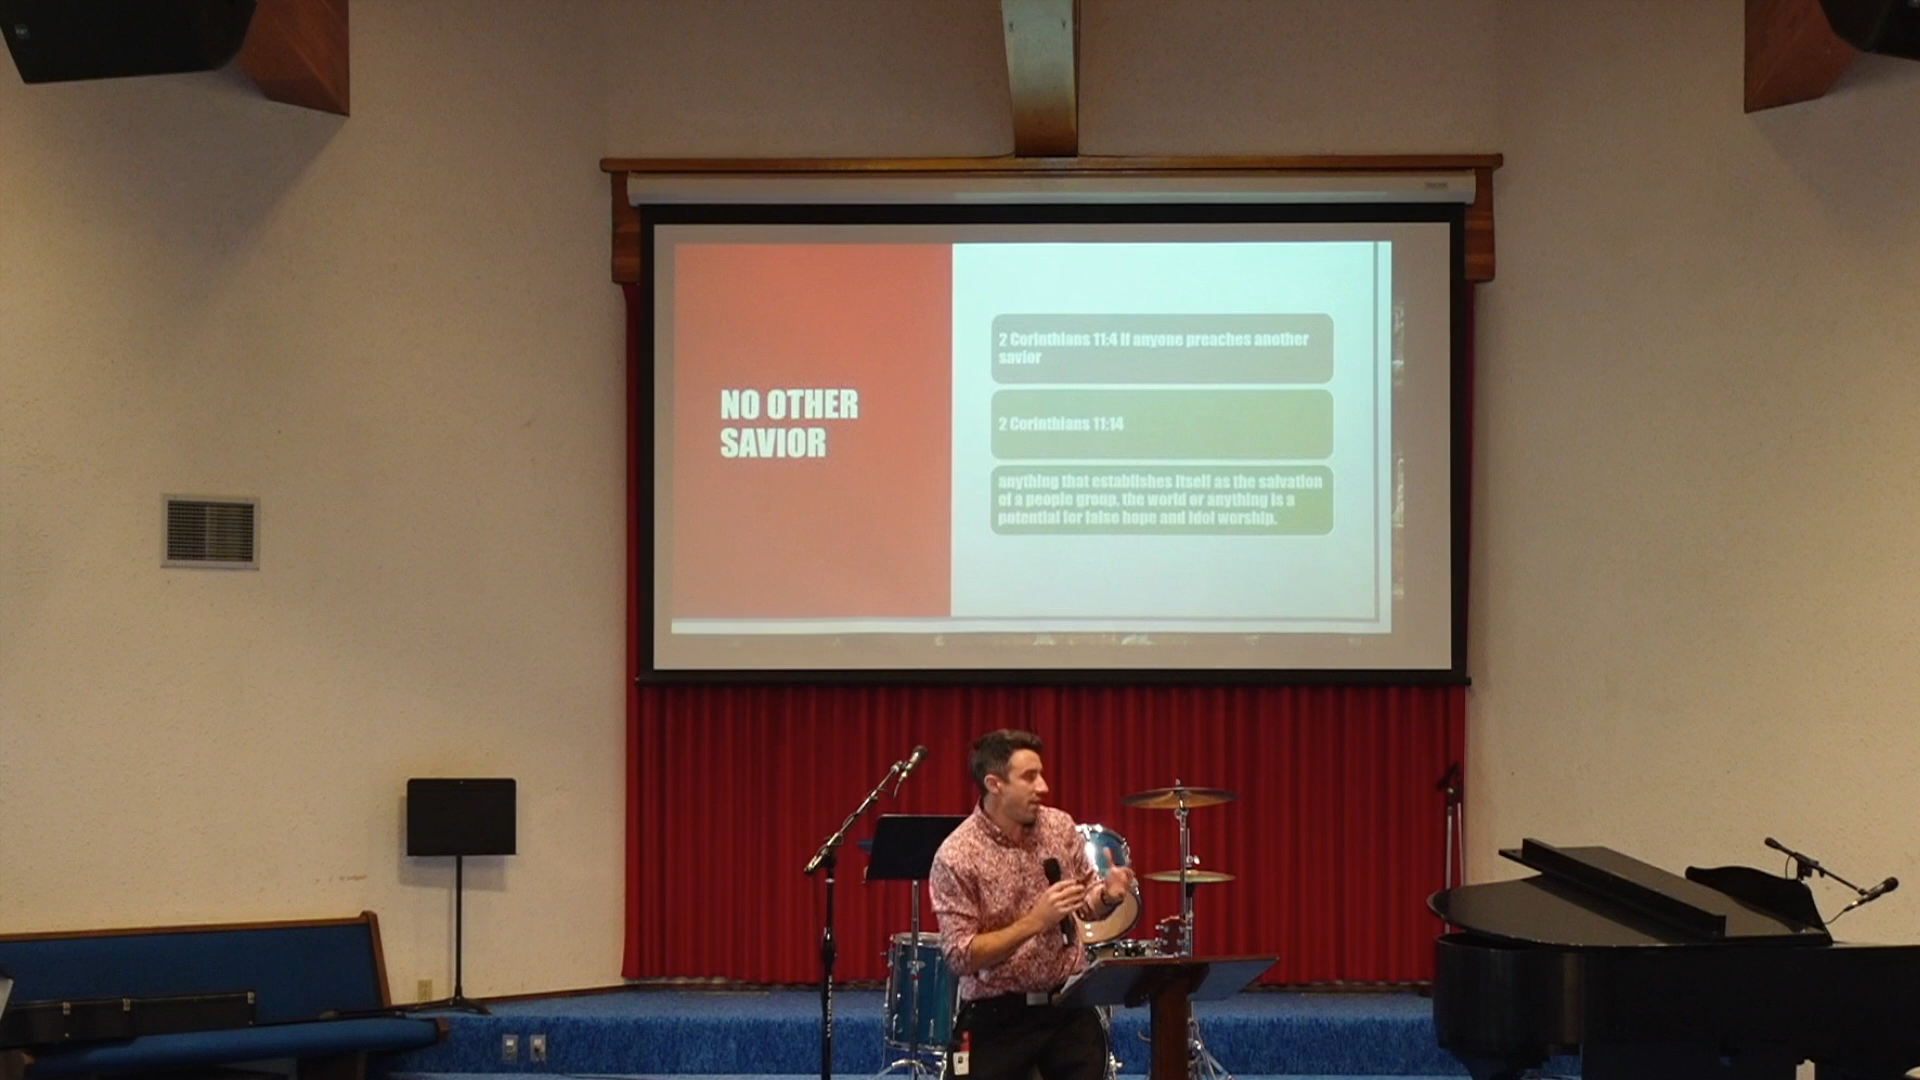 NO OTHER
SAVIOR
2 Corinthians 11:4 If anyone preaches another
savior
2 Corinthians 11:14
anything that establishes itself as the salvation
of a people group, the world or anything is a
potential for false hope and idol worship.